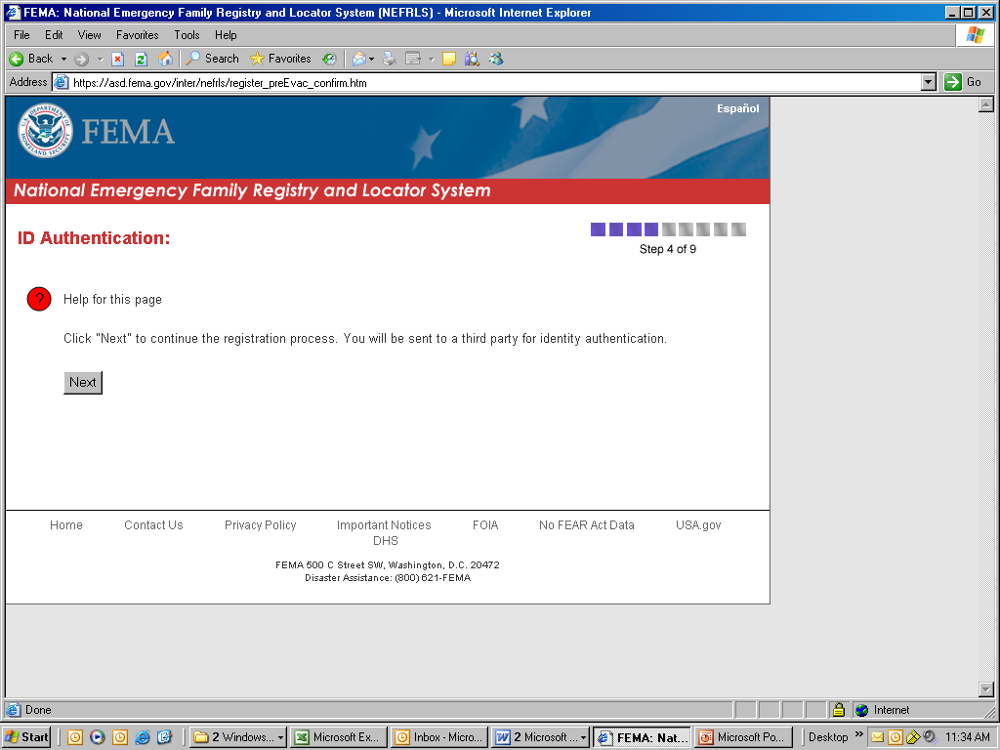 FEMA: National Emergency Family Registry and Locator System (NEFRLS) - Microsoft Internet Explorer
File Edit View Favorites Tools Help
Back Search Favorites
Address https://asd.fema.gov/inter/nefrls/register_preEvac_confirm.htm Go
Español
FEMA
National Emergency Family Registry and Locator System
ID Authentication:
Step 4 of 9
? Help for this page
Click "Next" to continue the registration process. You will be sent to a third party for identity authentication.
Next
Home Contact Us Privacy Policy Important Notices FOIA No FEAR Act Data USA.gov
DHS
FEMA 500 C Street SW, Washington, D.C. 20472
Disaster Assistance: (800) 621-FEMA
Done Internet
Start 2 Windows... Microsoft Ex... Inbox - Micro... 2 Microsoft ... FEMA: Nat... Microsoft Po... Desktop » 11:34 AM